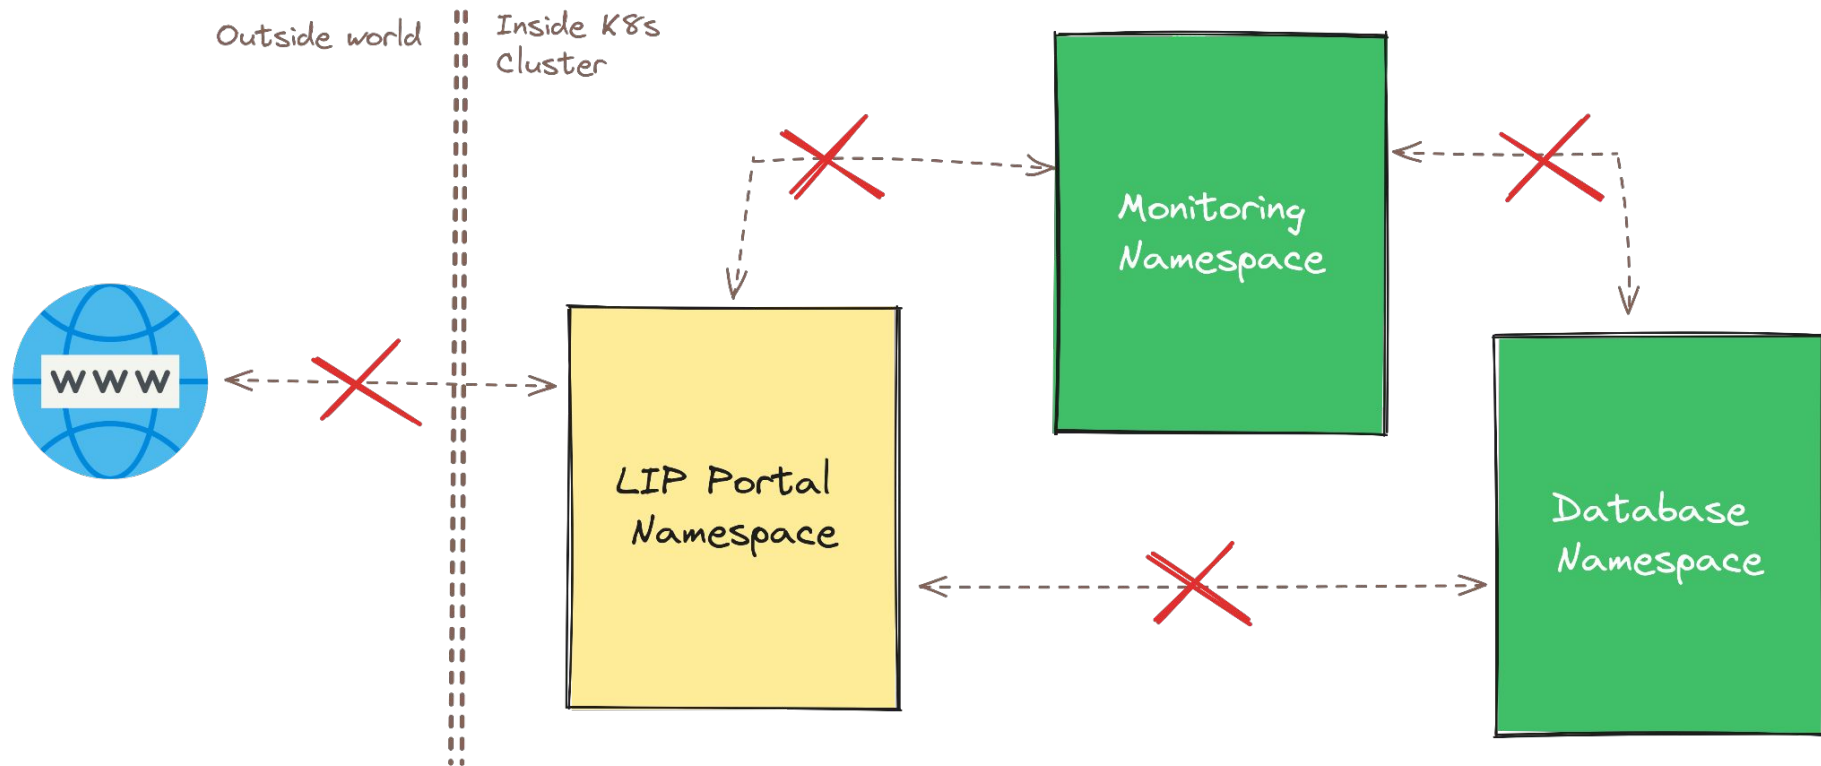 Outside world
Inside K8s
Cluster
Monitoring
Namespace
WWW
LIP Portal
Namespace
Database
Namespace